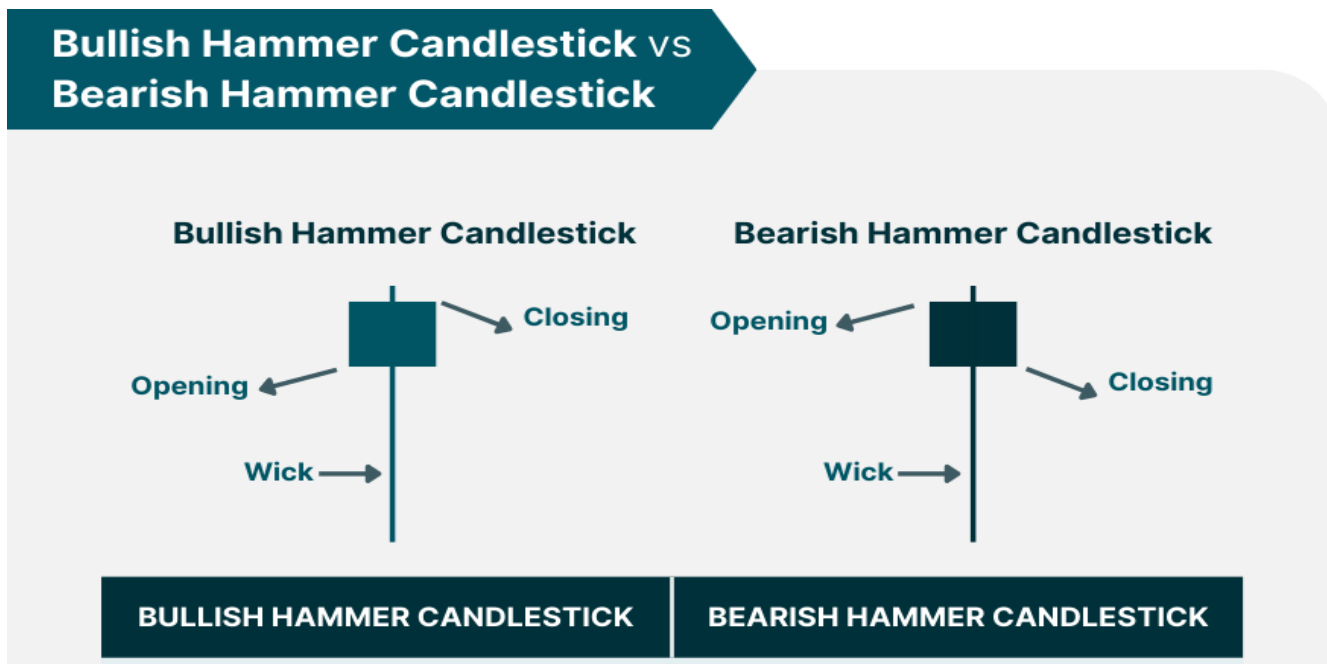 Bullish Hammer Candlestick vs
Bearish Hammer Candlestick
Bullish Hammer Candlestick
Closing
Opening
Wick
Bearish Hammer Candlestick
Opening
Closing
Wick
BULLISH HAMMER CANDLESTICK
BEARISH HAMMER CANDLESTICK